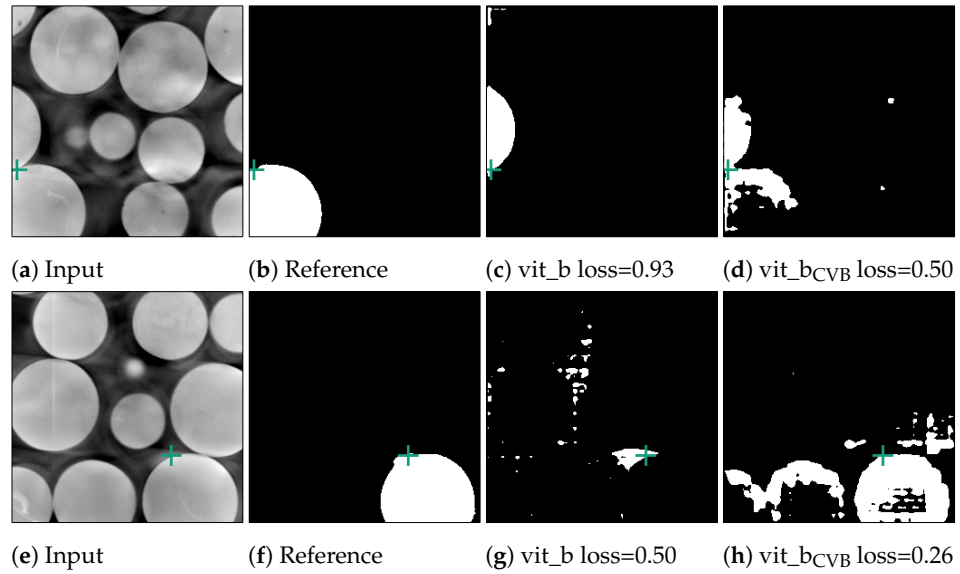 (a) Input
(b) Reference
(c) vit_b loss=0.93
(d) vit_bCVB loss=0.50
(e) Input
(f) Reference
(g) vit_b loss=0.50
(h) vit_bCVB loss=0.26